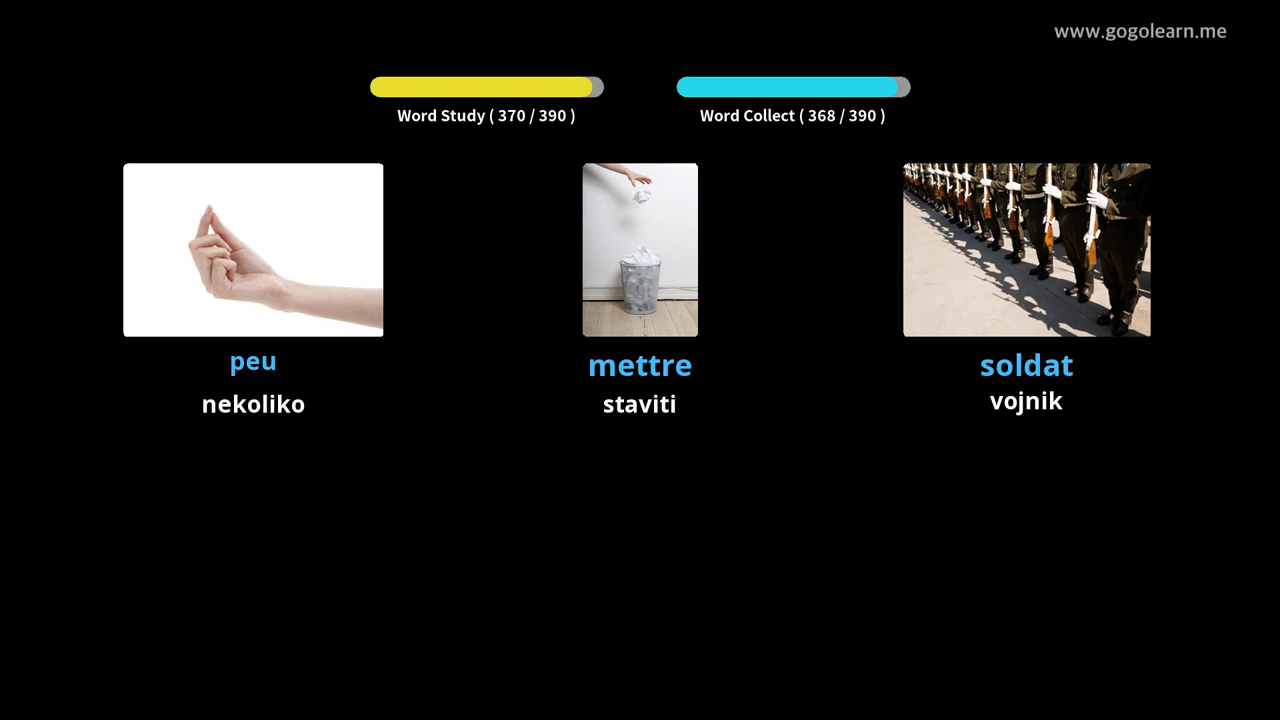 www.gogolearn.me
Word Study ( 370 / 390 )
Word Collect ( 368 / 390 )
peu
mettre
soldat
nekoliko
staviti
vojnik